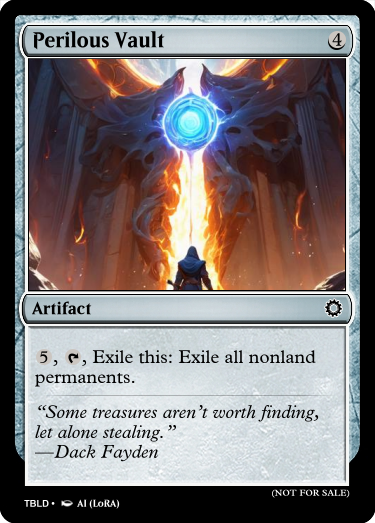 Perilous Vault 4
Artifact
5, , Exile this: Exile all nonland
permanents.
“Some treasures aren’t worth finding,
let alone stealing.”
—Dack Fayden
(NOT FOR SALE)
TBLD • AI (LoRA)